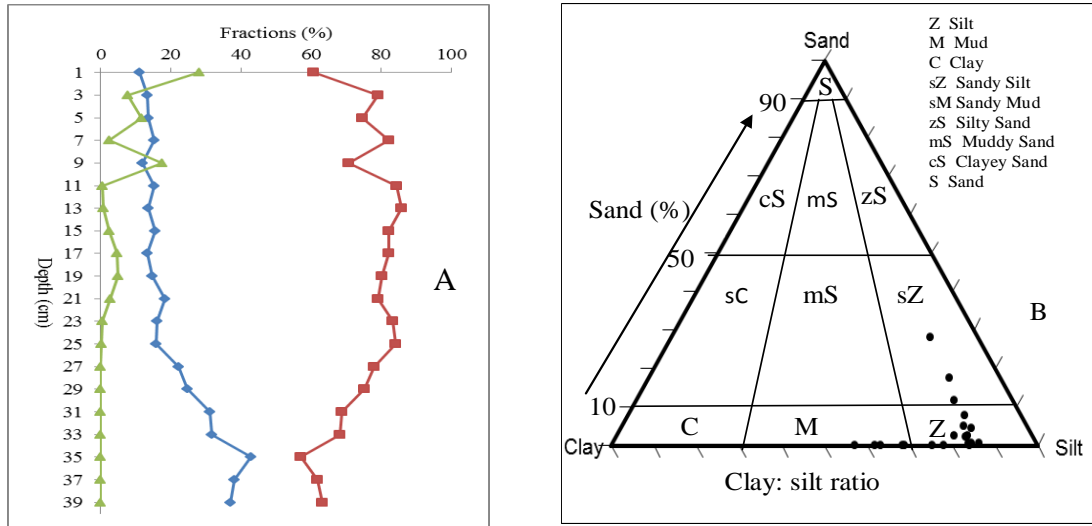 Fractions (%)
0 20 40 60 80 100
1
3
5
7
9
11
13
15
17
19
21
23
25
27
29
31
33
35
37
39
Depth (cm)
A
Z Silt
M Mud
C Clay
sZ Sandy Silt
sM Sandy Mud
zS Silty Sand
mS Muddy Sand
cS Clayey Sand
S Sand
Sand
S
90
Sand (%)
cS mS zS
50
sC mS sZ
B
10
C M Z
Clay Silt
Clay: silt ratio